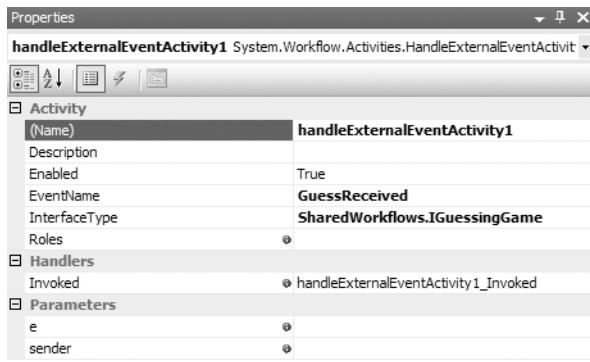 Properties
handleExternalEventActivity1 System.Workflow.Activities.HandleExternalEventActivit
Activity
(Name) handleExternalEventActivity1
Description
Enabled True
EventName GuessReceived
InterfaceType SharedWorkflows.IGuessingGame
Roles
Handlers
Invoked handleExternalEventActivity1_Invoked
Parameters
e
sender